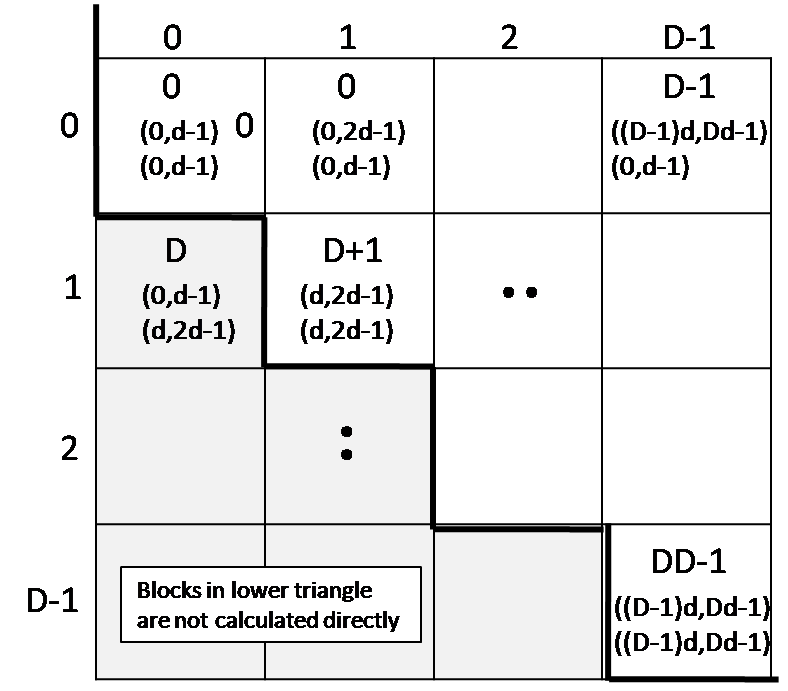 0 1 2 D-1
0 0 D-1
0 (0,d-1) 0 (0,2d-1) ((D-1)d,Dd-1)
(0,d-1) (0,d-1) (0,d-1)
D D+1
1 (0,d-1) (d,2d-1)
(d,2d-1) (d,2d-1)
2
DD-1
D-1 Blocks in lower triangle ((D-1)d,Dd-1)
are not calculated directly ((D-1)d,Dd-1)